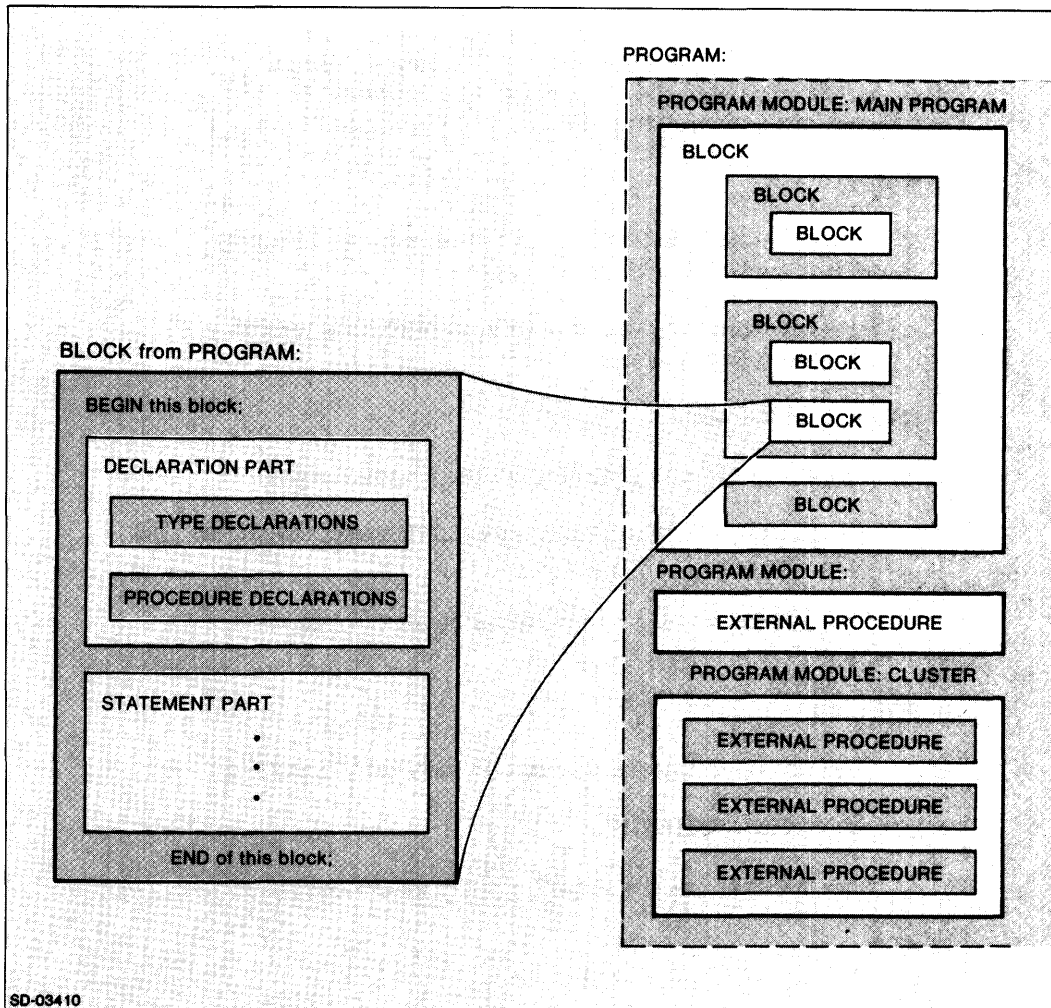 PROGRAM:
PROGRAM MODULE: MAIN PROGRAM
BLOCK
BLOCK
BLOCK
BLOCK
BLOCK
BLOCK
BLOCK
PROGRAM MODULE:
EXTERNAL PROCEDURE
PROGRAM MODULE: CLUSTER
EXTERNAL PROCEDURE
EXTERNAL PROCEDURE
EXTERNAL PROCEDURE
BLOCK from PROGRAM:
BEGIN this block;
DECLARATION PART
TYPE DECLARATIONS
PROCEDURE DECLARATIONS
STATEMENT PART
END of this block;
SD-03410